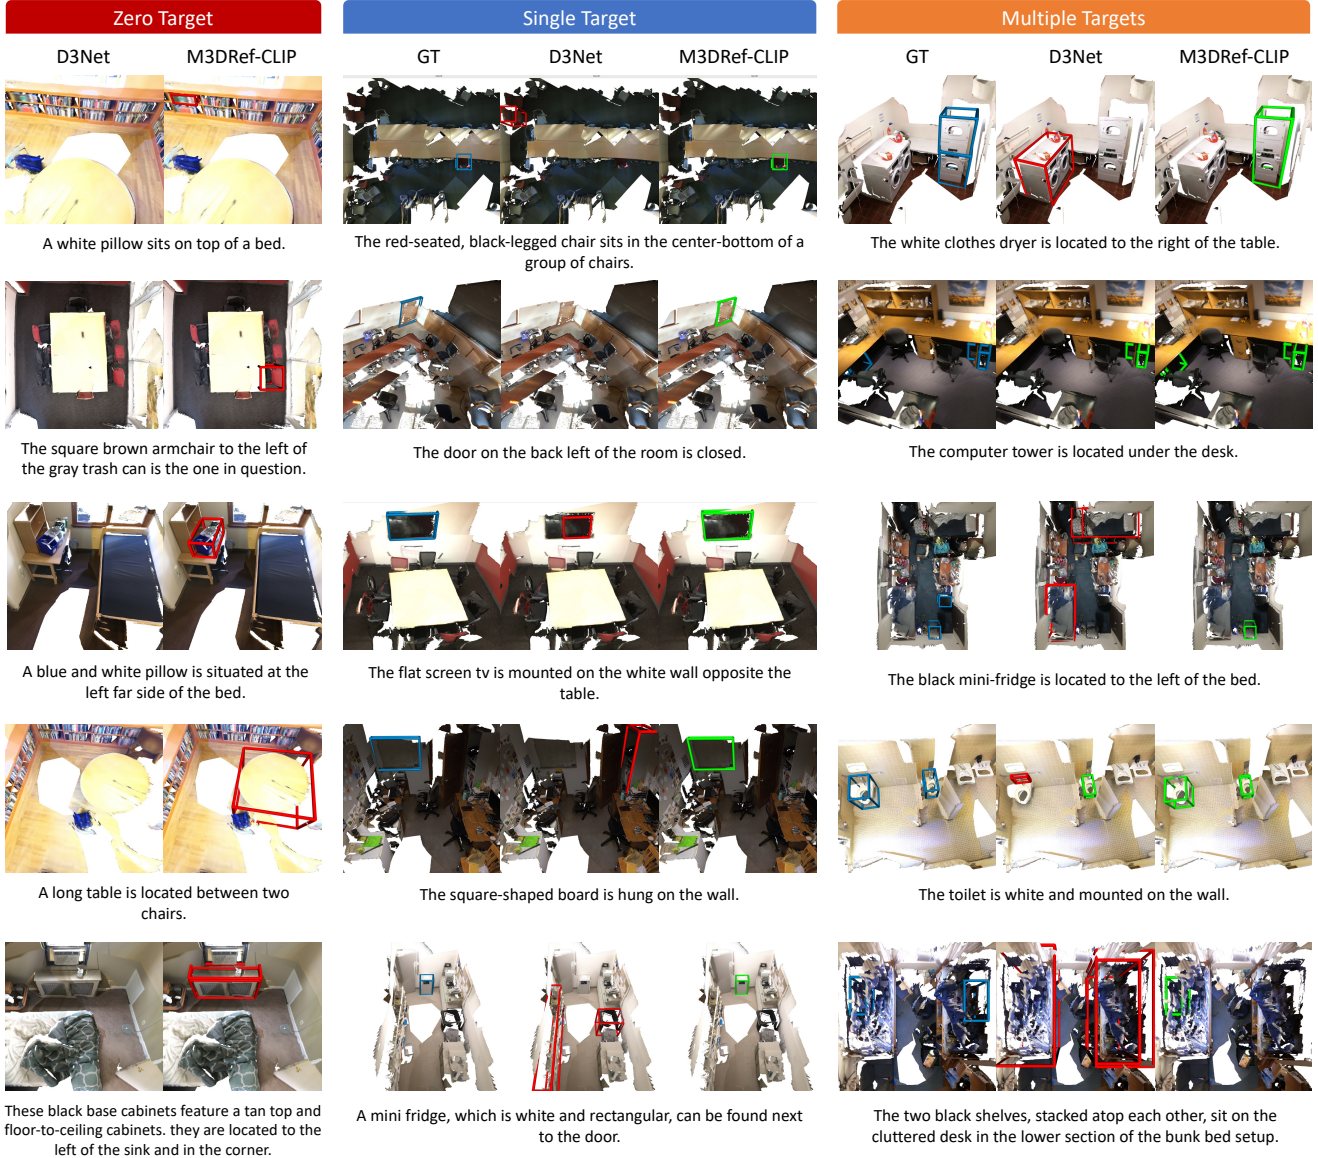 Zero Target
Single Target
Multiple Targets
D3Net
M3DRef-CLIP
GT
D3Net
M3DRef-CLIP
GT
D3Net
M3DRef-CLIP
A white pillow sits on top of a bed.
The red-seated, black-legged chair sits in the center-bottom of a
group of chairs.
The white clothes dryer is located to the right of the table.
The square brown armchair to the left of
the gray trash can is the one in question.
The door on the back left of the room is closed.
The computer tower is located under the desk.
A blue and white pillow is situated at the
left far side of the bed.
The flat screen tv is mounted on the white wall opposite the
table.
The black mini-fridge is located to the left of the bed.
A long table is located between two
chairs.
The square-shaped board is hung on the wall.
The toilet is white and mounted on the wall.
These black base cabinets feature a tan top and
floor-to-ceiling cabinets. they are located to the
left of the sink and in the corner.
A mini fridge, which is white and rectangular, can be found next
to the door.
The two black shelves, stacked atop each other, sit on the
cluttered desk in the lower section of the bunk bed setup.